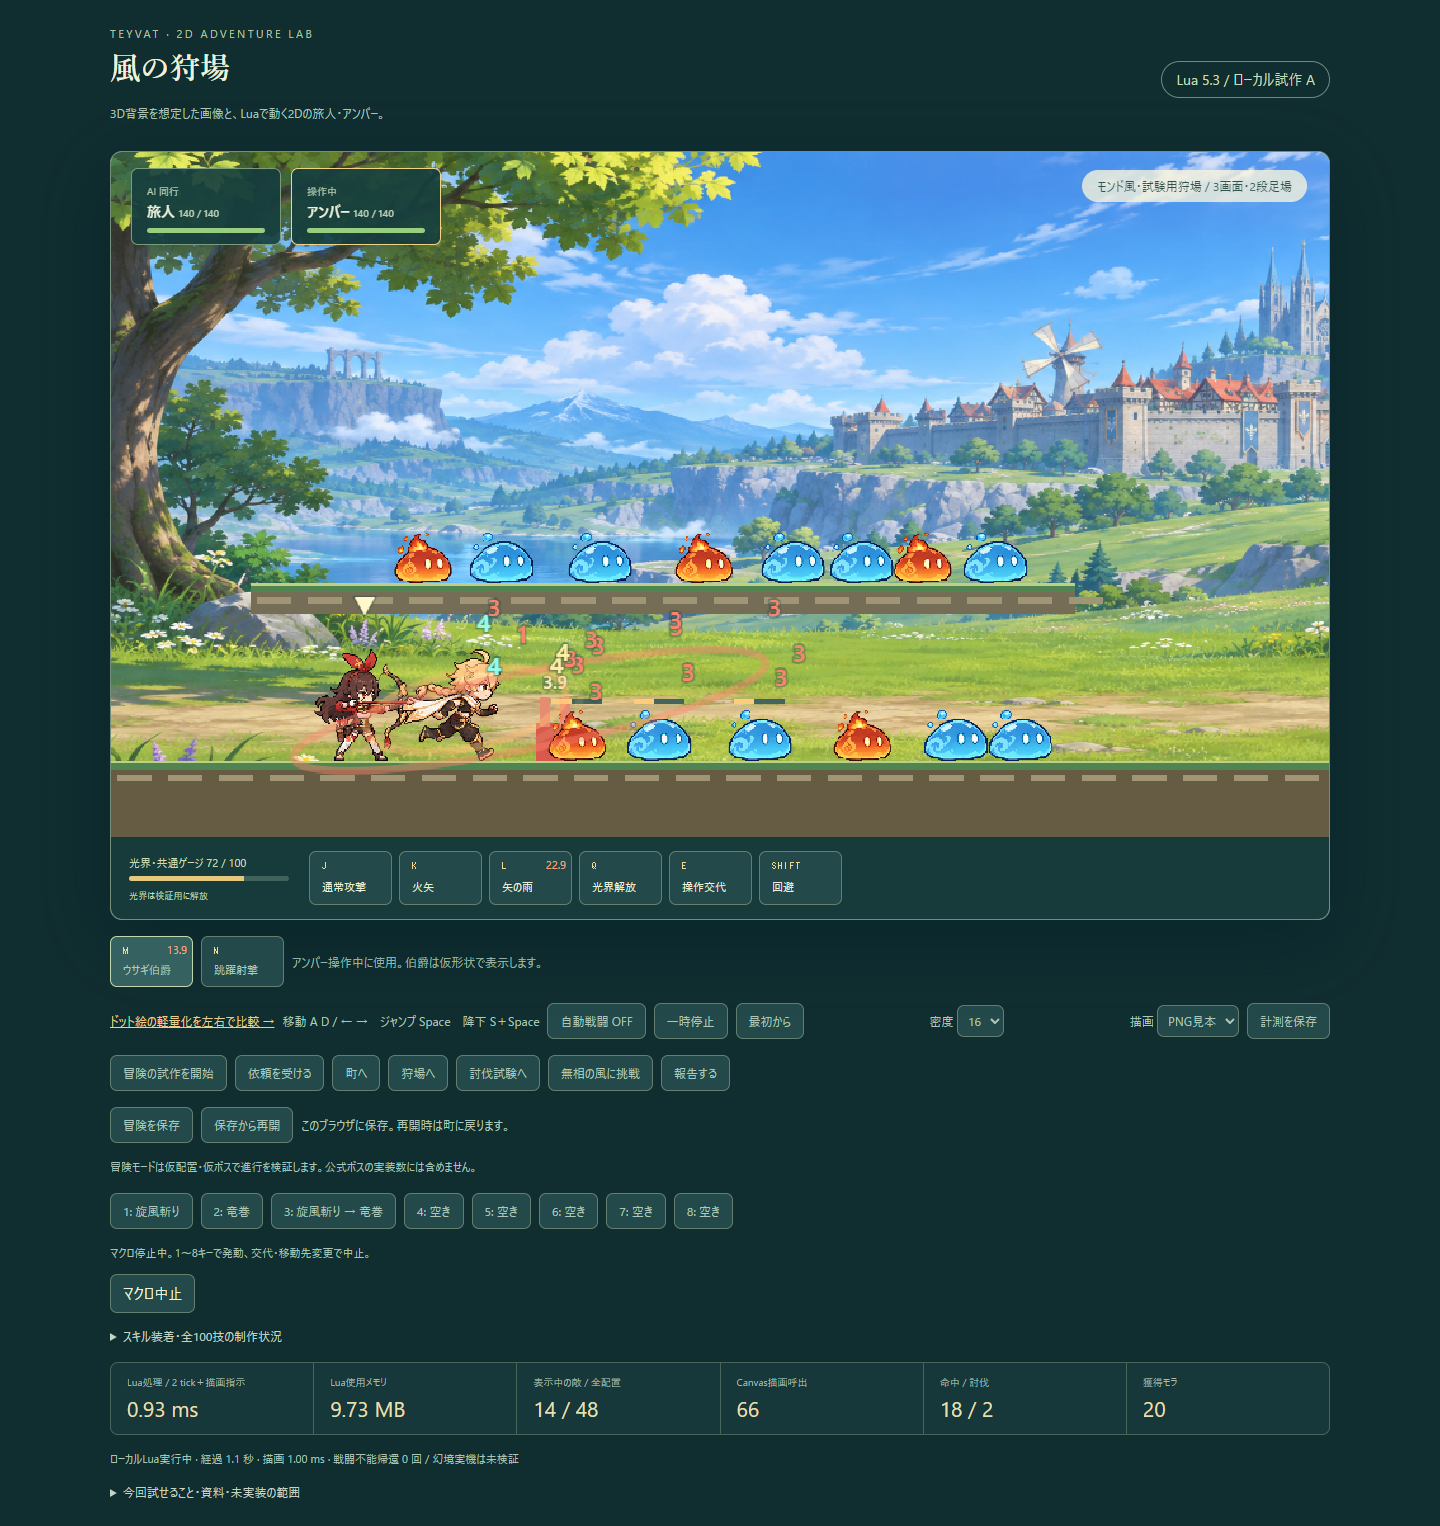 TEYVAT · 2D ADVENTURE LAB
風の狩場
Lua 5.3 / ローカル試作 A
3D背景を想定した画像と、Luaで動く2Dの旅人・アンバー。
AI 同行
旅人 140 / 140
操作中
アンバー 140 / 140
モンド風・試験用狩場 / 3画面・2段足場
3
4
1
3
3
3
4
3
3
4
4
3
3
3
3
3.9
3
光界・共通ゲージ 72 / 100
光界は検証用に解放
J
通常攻撃
K
火矢
L 22.9
矢の雨
Q
光界解放
E
操作交代
SHIFT
回避
M 13.9
ウサギ伯爵
N
跳躍射撃
アンバー操作中に使用。伯爵は仮形状で表示します。
ドット絵の軽量化を左右で比較 → 移動 A D / ← → ジャンプ Space 降下 S+Space 自動戦闘 OFF 一時停止 最初から 密度 16 描画 PNG見本 計測を保存
冒険の試作を開始 依頼を受ける 町へ 狩場へ 討伐試験へ 無相の風に挑戦 報告する
冒険を保存 保存から再開 このブラウザに保存。再開時は町に戻ります。
冒険モードは仮配置・仮ボスで進行を検証します。公式ボスの実装数には含めません。
1: 旋風斬り 2: 竜巻 3: 旋風斬り → 竜巻 4: 空き 5: 空き 6: 空き 7: 空き 8: 空き
マクロ停止中。1〜8キーで発動、交代・移動先変更で中止。
マクロ中止
▶ スキル装着・全100技の制作状況
Lua処理 / 2 tick+描画指示
0.93 ms
Lua使用メモリ
9.73 MB
表示中の敵 / 全配置
14 / 48
Canvas描画呼出
66
命中 / 討伐
18 / 2
獲得モラ
20
ローカルLua実行中 · 経過 1.1 秒 · 描画 1.00 ms · 戦闘不能帰還 0 回 / 幻境実機は未検証
▶ 今回試せること・資料・未実装の範囲